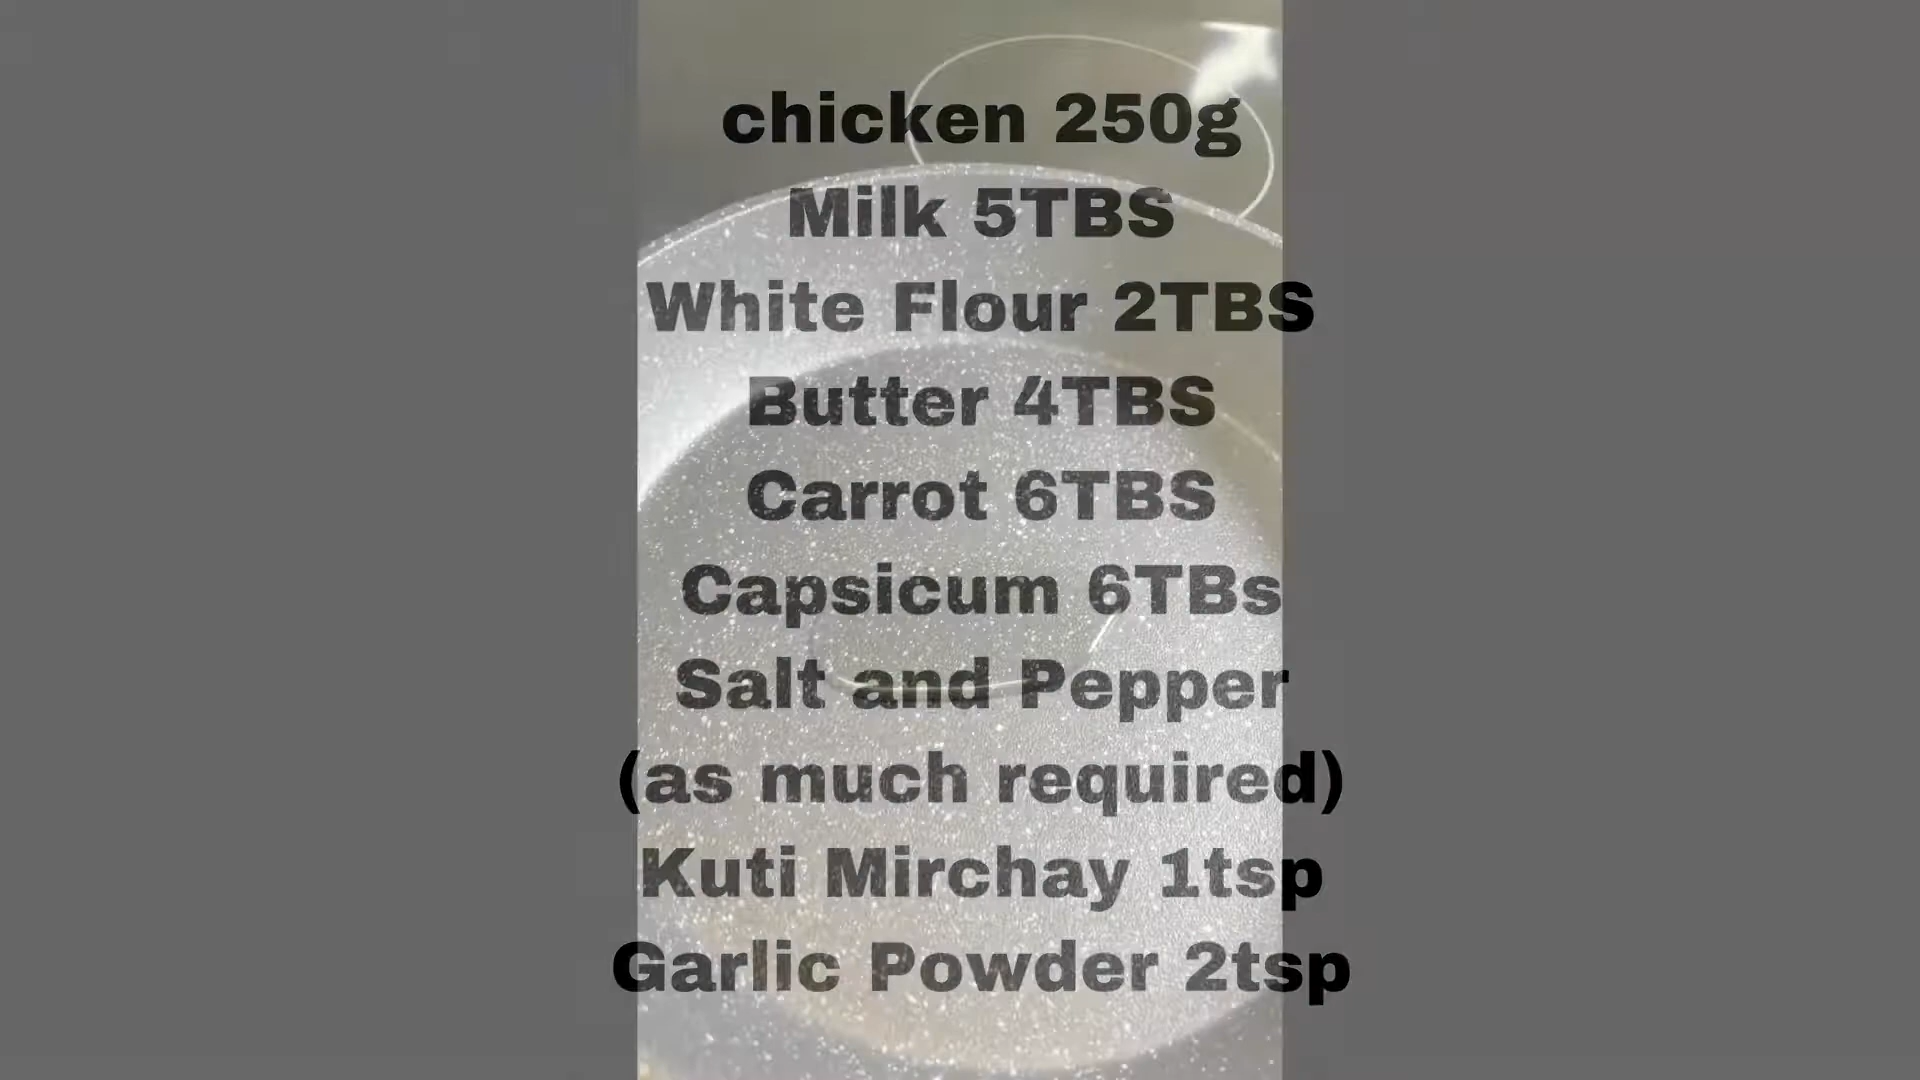 chicken 250g
Milk 5TBS
White Flour 2TBS
Butter 4TBS
Carrot 6TBS
Capsicum 6TBs
Salt and Pepper
(as much required)
Kuti Mirchay 1tsp
Garlic Powder 2tsp